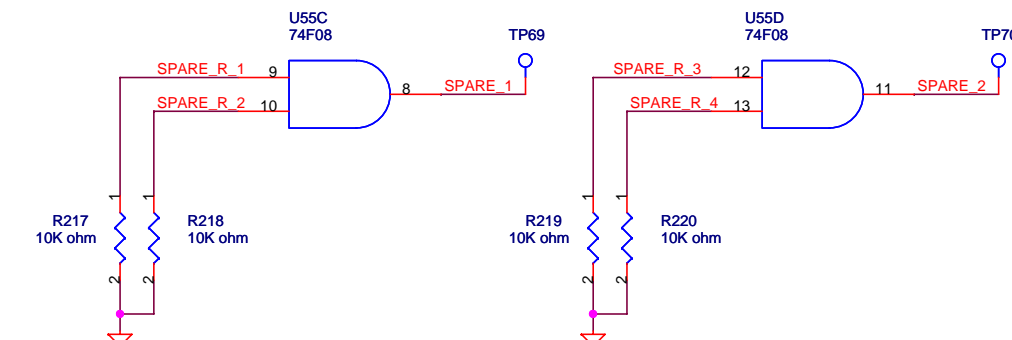 U55C
74F08
TP69
SPARE_R_1
9
SPARE_R_2
10
8
SPARE_1
1
1
R217
10K ohm
R218
10K ohm
2
2
U55D
74F08
TP70
SPARE_R_3
12
SPARE_R_4
13
11
SPARE_2
1
1
R219
10K ohm
R220
10K ohm
2
2